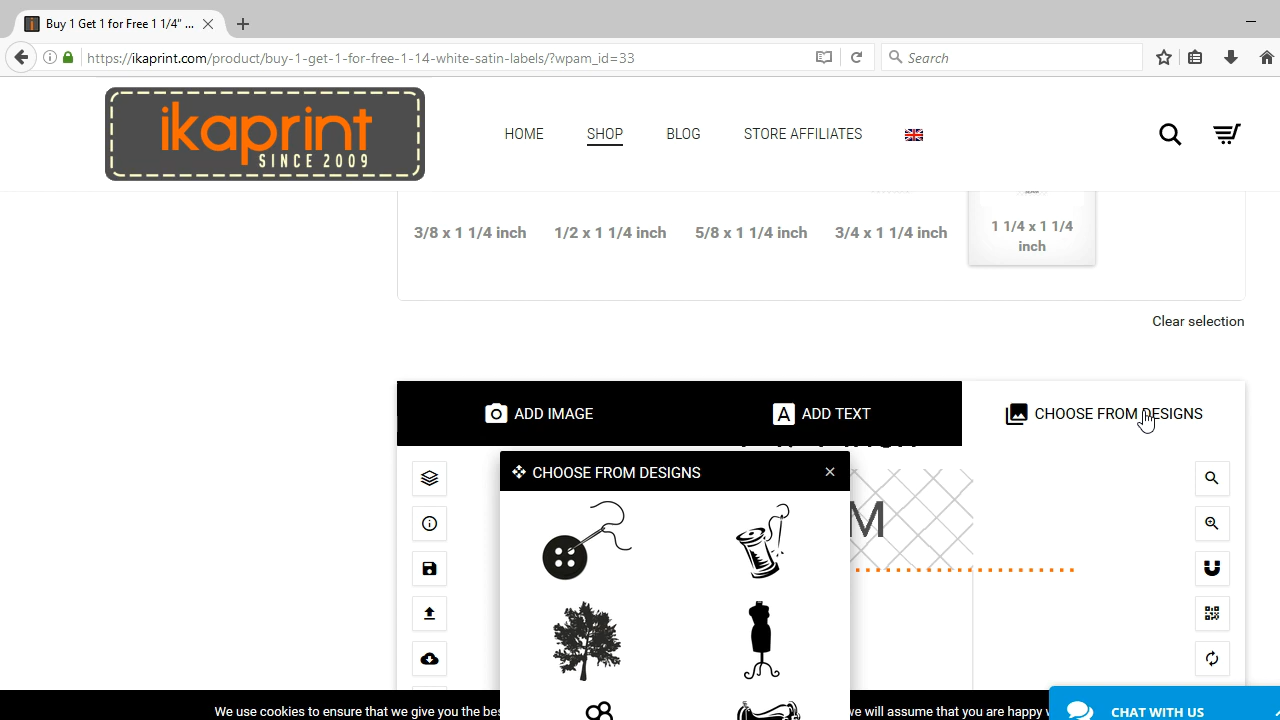 Buy 1 Get 1 for Free 1 1/4" ...
https://ikaprint.com/product/buy-1-get-1-for-free-1-14-white-satin-labels/?wpam_id=33
Search
ikaprint
SINCE 2009
HOME
SHOP
BLOG
STORE AFFILIATES
3/8 x 1 1/4 inch
1/2 x 1 1/4 inch
5/8 x 1 1/4 inch
3/4 x 1 1/4 inch
1 1/4 x 1 1/4
inch
Clear selection
ADD IMAGE
A ADD TEXT
CHOOSE FROM DESIGNS
CHOOSE FROM DESIGNS
M
We use cookies to ensure that we give you the bes
ve will assume that you are happy v
CHAT WITH US